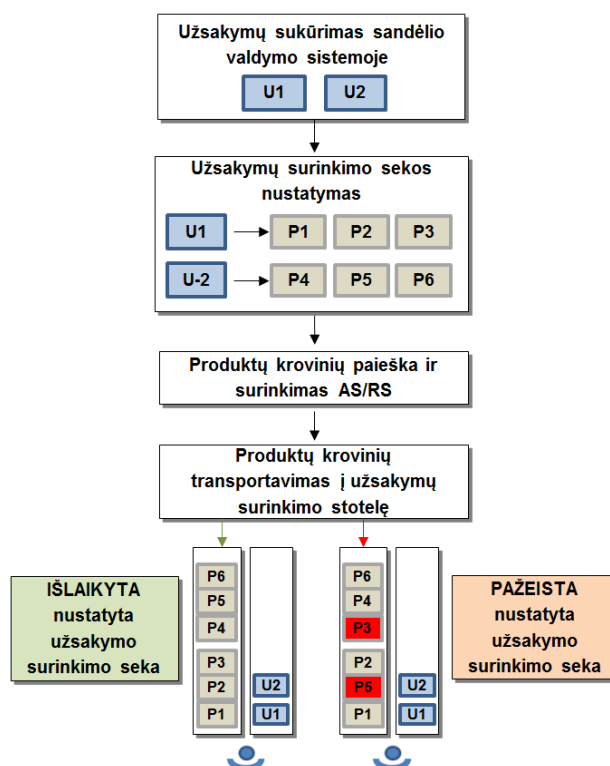 Užsakymų sukūrimas sandėlio
valdymo sistemoje
U1 U2
Užsakymų surinkimo sekos
nustatymas
U1 P1 P2 P3
U-2 P4 P5 P6
Produktų krovinių paieška ir
surinkimas AS/RS
Produktų krovinių
transportavimas į užsakymų
surinkimo stotelę
IŠLAIKYTA
nustatyta
užsakymo
surinkimo seka
P6
P5
P4
P3
P2
P1
U2
U1
P6
P4
P3
P2
P5
P1
U2
U1
PAŽEISTA
nustatyta
užsakymo
surinkimo seka